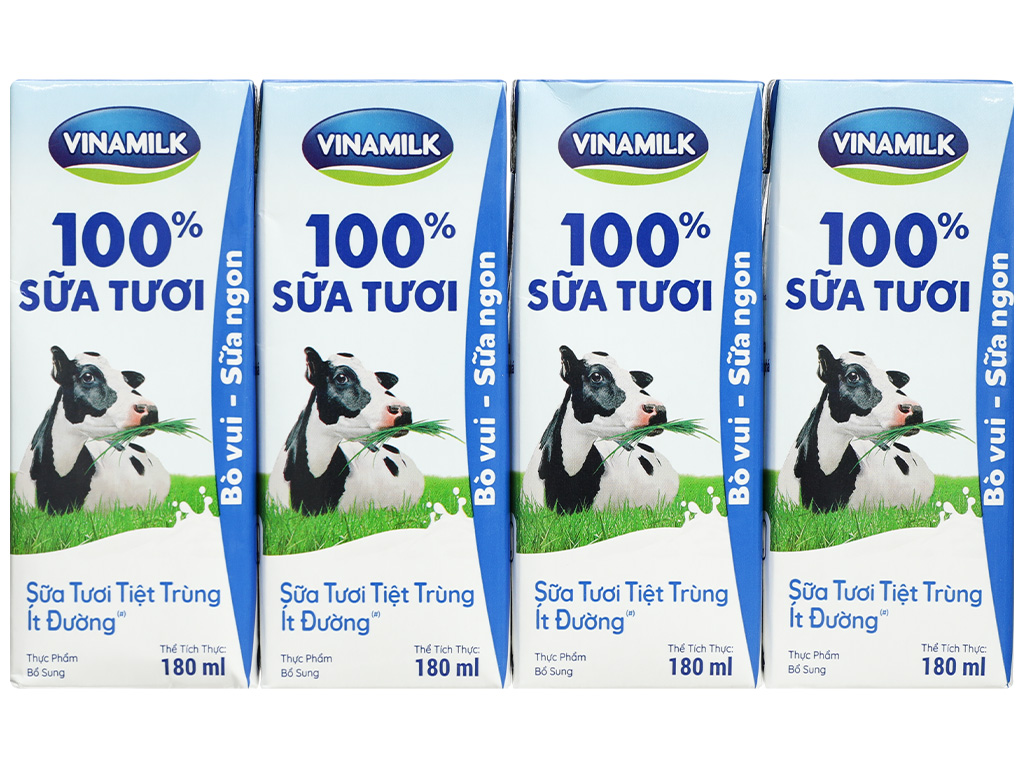 VINAMILK
100%
SỮA TƯƠI
Bò vui - Sữa ngon
Sữa Tươi Tiệt Trùng
Ít Đường(#)
Thực Phẩm
Bổ Sung
Thể Tích Thực:
180 ml
VINAMILK
100%
SỮA TƯƠI
Bò vui - Sữa ngon
Sữa Tươi Tiệt Trùng
Ít Đường(#)
Thực Phẩm
Bổ Sung
Thể Tích Thực:
180 ml
VINAMILK
100%
SỮA TƯƠI
Bò vui - Sữa ngon
Sữa Tươi Tiệt Trùng
Ít Đường(#)
Thực Phẩm
Bổ Sung
Thể Tích Thực:
180 ml
VINAMILK
100%
SỮA TƯƠI
Bò vui - Sữa ngon
Sữa Tươi Tiệt Trùng
Ít Đường(#)
Thực Phẩm
Bổ Sung
Thể Tích Thực:
180 ml